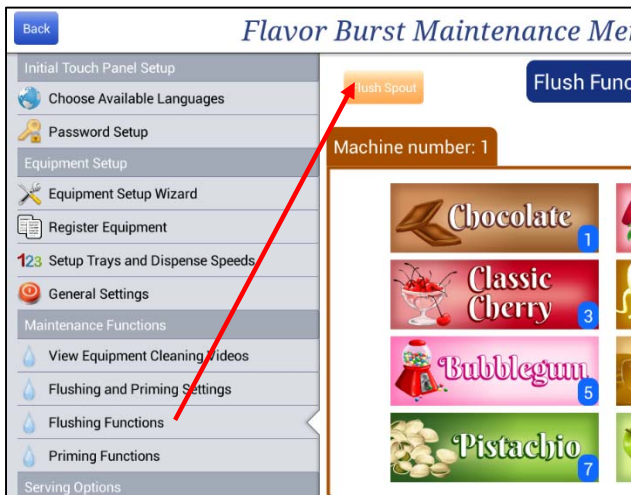 Back
Flavor Burst Maintenance Me
Initial Touch Panel Setup
Choose Available Languages
Password Setup
Equipment Setup
Equipment Setup Wizard
Register Equipment
123 Setup Trays and Dispense Speeds
General Settings
Maintenance Functions
View Equipment Cleaning Videos
Flushing and Priming Settings
Flushing Functions
Priming Functions
Serving Options
Flush Spout
Flush Func
Machine number: 1
Chocolate
1
Classic
Cherry
3
Bubblegum
5
Pistachio
7